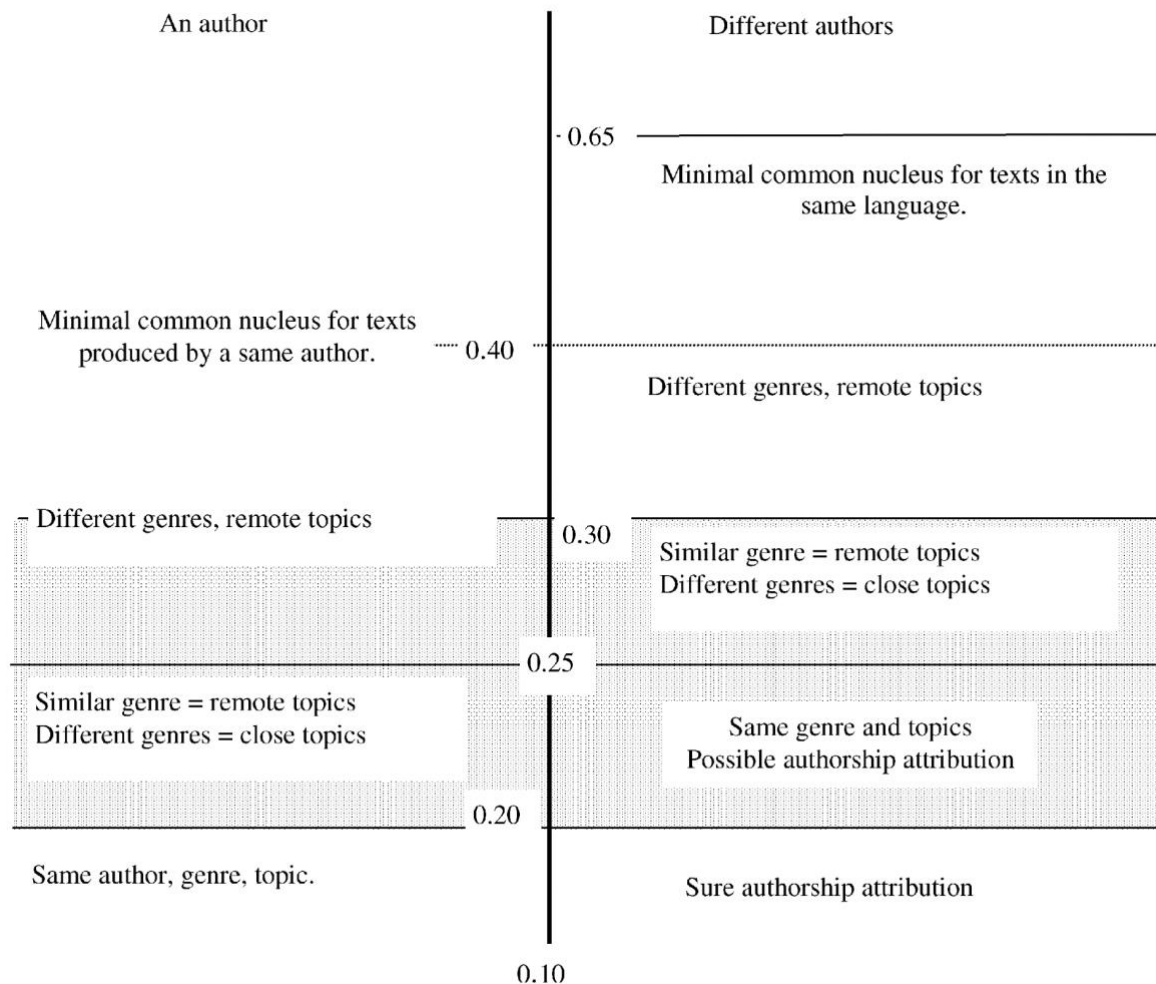 An author
Different authors
0.65
Minimal common nucleus for texts in the
same language.
Minimal common nucleus for texts
produced by a same author.
0.40
Different genres, remote topics
Different genres, remote topics
0.30
Similar genre = remote topics
Different genres = close topics
0.25
Similar genre = remote topics
Different genres = close topics
Same genre and topics
Possible authorship attribution
0.20
Same author, genre, topic.
Sure authorship attribution
0.10